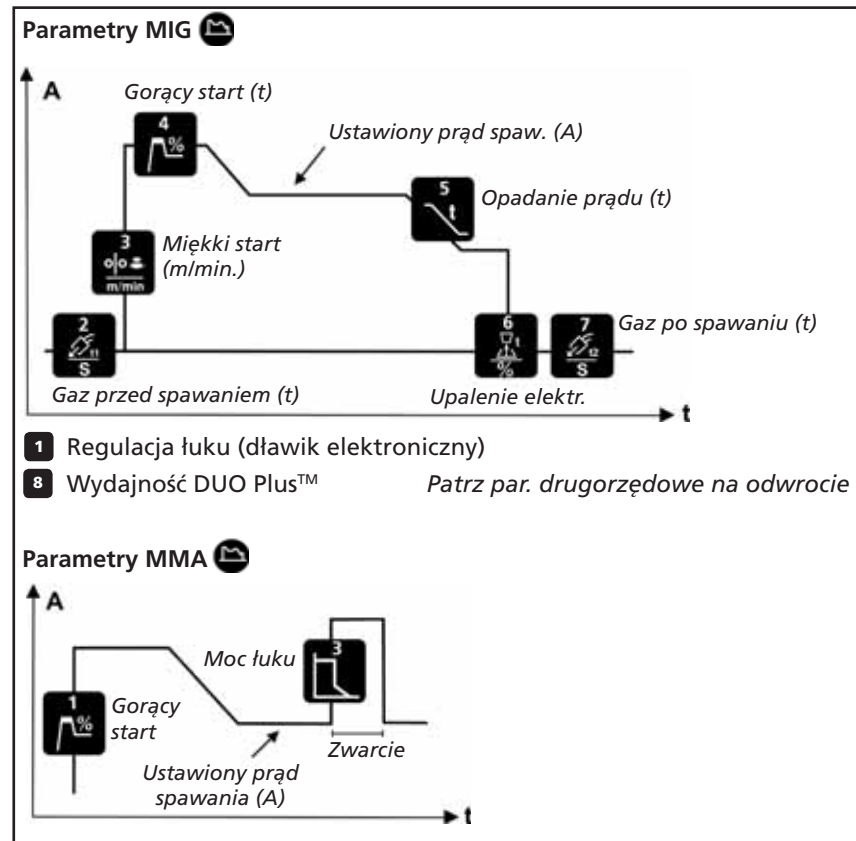 Parametry MIG
A
Gorący start (t)
4
%
Ustawiony prąd spaw. (A)
5
t
Opadanie prądu (t)
3
m/min
Miękki start
(m/min.)
2
t1
S
6
t
%
7
t2
S
Gaz po spawaniu (t)
Gaz przed spawaniem (t)
Upalenie elektr.
t
1 Regulacja łuku (dławik elektroniczny)
8 Wydajność DUO Plus™ Patrz par. drugorzędowe na odwrocie
Parametry MMA
A
Moc łuku
3
1
%
Gorący
start
Zwarcie
Ustawiony prąd
spawania (A)
t